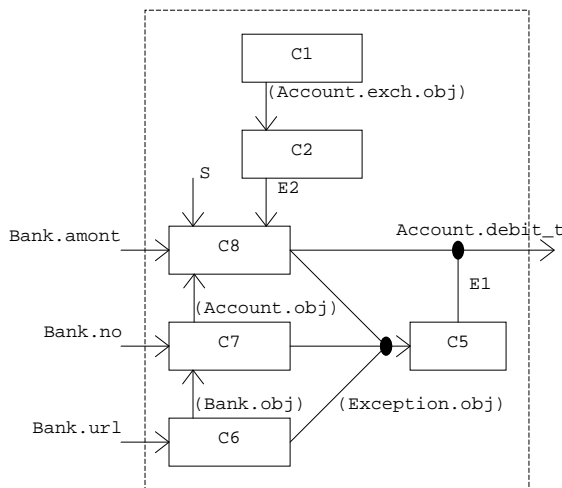 C1
(Account.exch.obj)
C2
S
E2
Bank.amont
C8
Account.debit_t
(Account.obj)
E1
Bank.no
C7
C5
(Bank.obj)
(Exception.obj)
Bank.url
C6